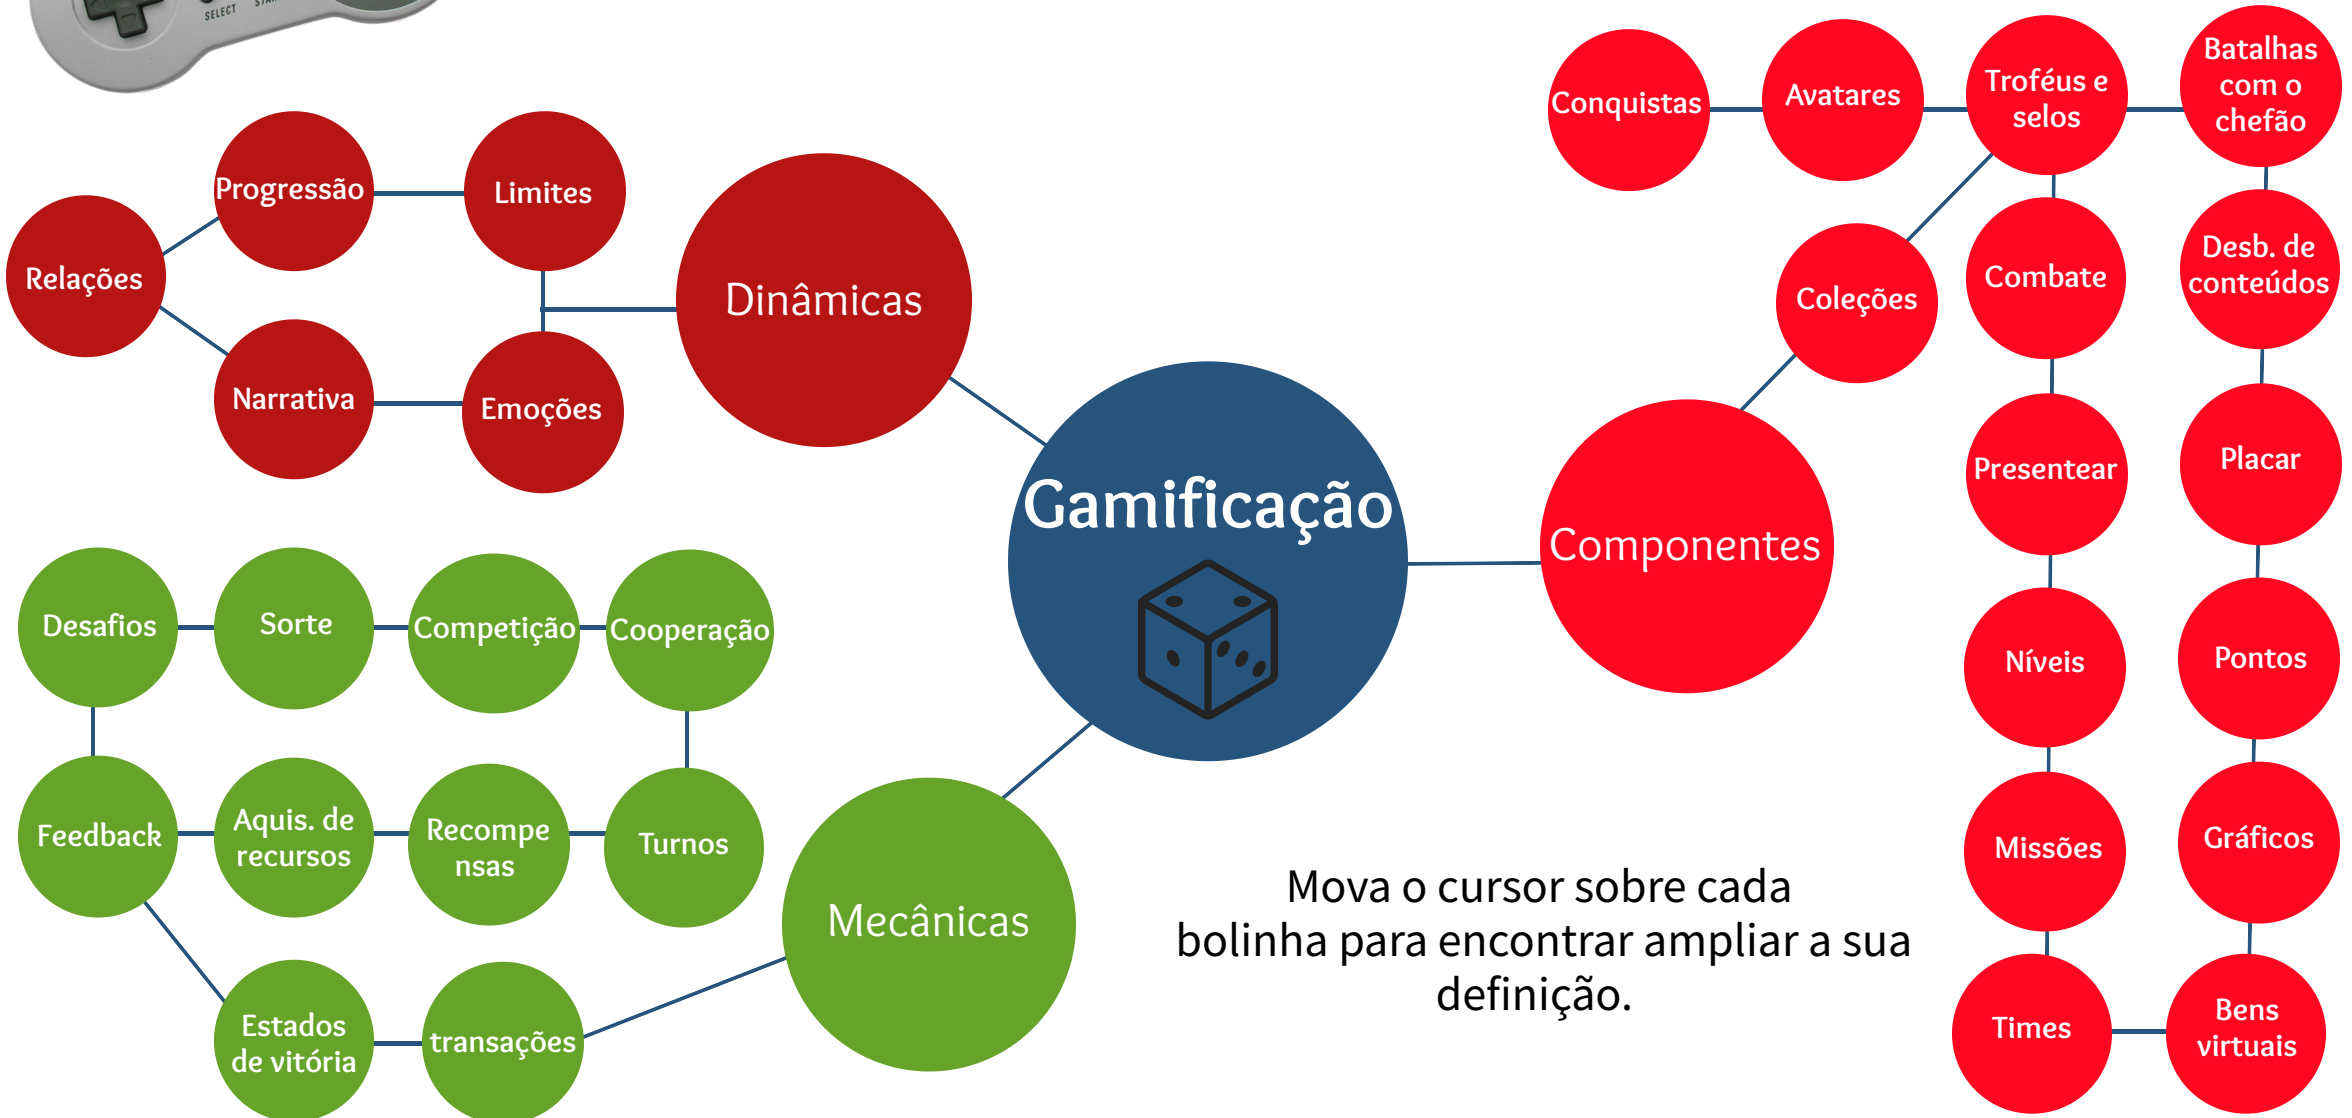 SELECT
Progressão
Limites
Relações
Narrativa
Emoções
Dinâmicas
Conquistas
Avatares
Troféus e
selos
Batalhas
com o
chefão
Coleções
Combate
Desb. de
conteúdos
Presentear
Placar
Níveis
Pontos
Missões
Gráficos
Times
Bens
virtuais
Componentes
Gamificação
Desafios
Sorte
Competição
Cooperação
Feedback
Aquis. de
recursos
Recompe
nsas
Turnos
Estados
de vitória
transações
Mecânicas
Mova o cursor sobre cada
bolinha para encontrar ampliar a sua
definição.